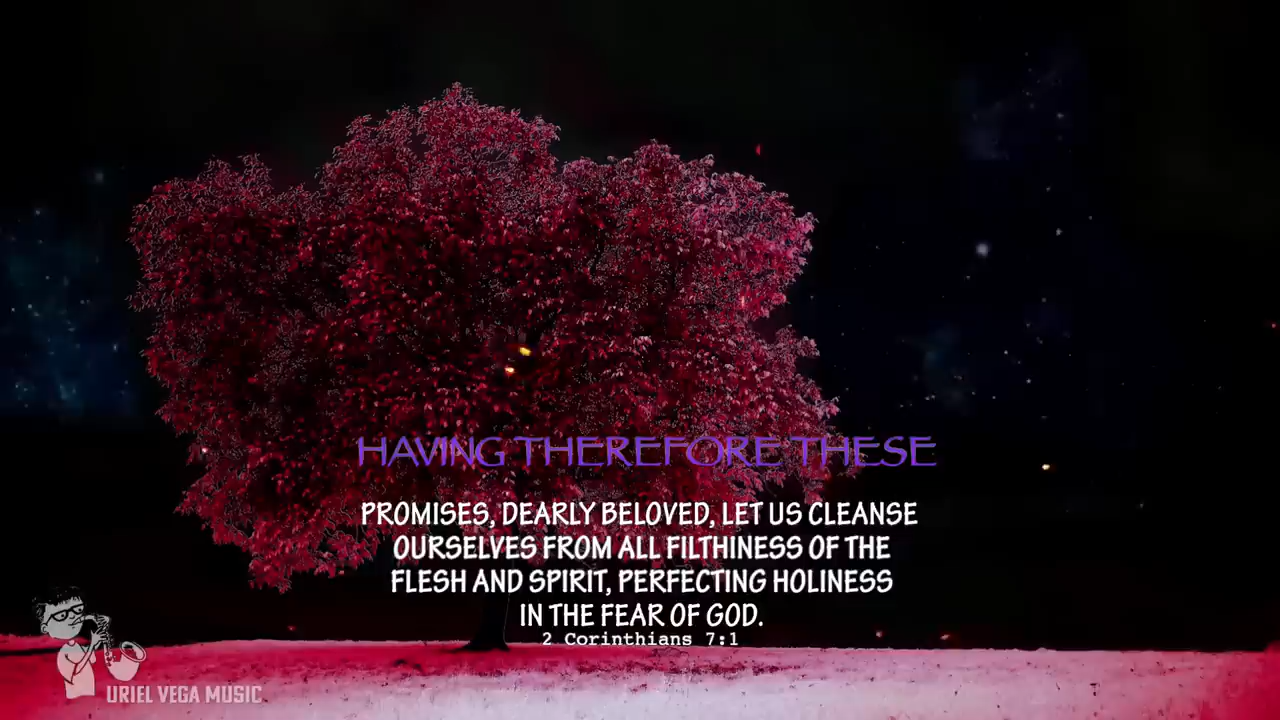 HAVING THEREFORE THESE
PROMISES, DEARLY BELOVED, LET US CLEANSE
OURSELVES FROM ALL FILTHINESS OF THE
FLESH AND SPIRIT, PERFECTING HOLINESS
IN THE FEAR OF GOD.
2 Corinthians 7:1
URIEL VEGA MUSIC